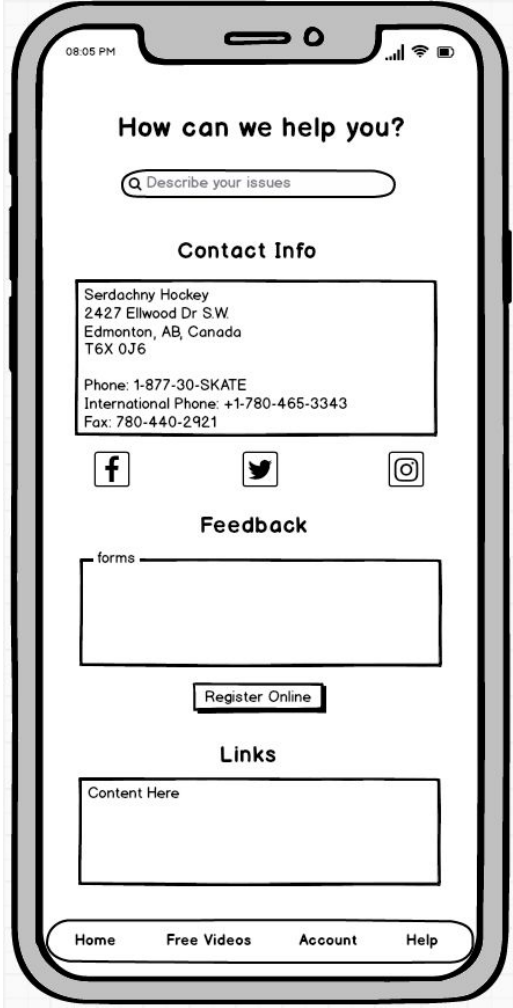 08:05 PM
How can we help you?
Describe your issues
Contact Info
Serdachny Hockey
2427 Ellwood Dr S.W.
Edmonton, AB, Canada
T6X 0J6
Phone: 1-877-30-SKATE
International Phone: +1-780-465-3343
Fax: 780-440-2921
Feedback
forms
Register Online
Links
Content Here
Home Free Videos Account Help